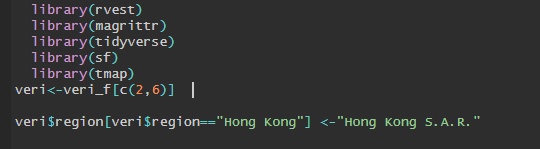 library(rvest)
library(magrittr)
library(tidyverse)
library(sf)
library(tmap)
veri<-veri_f[c(2,6)]
veri$region[veri$region=="Hong Kong"] <-"Hong Kong S.A.R."